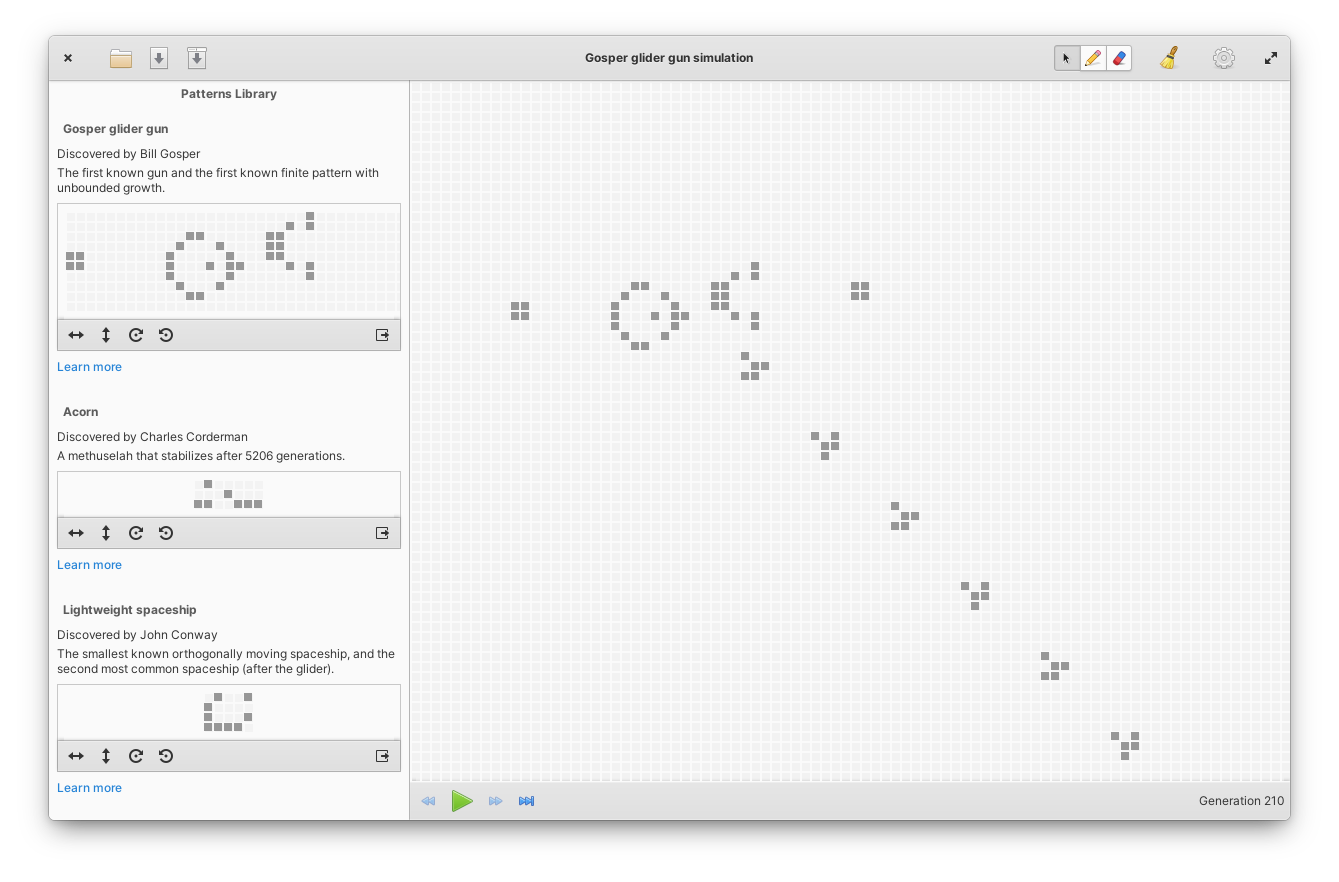 Gosper glider gun simulation
Patterns Library
Gosper glider gun
Discovered by Bill Gosper
The first known gun and the first known finite pattern with
unbounded growth.
Learn more
Acorn
Discovered by Charles Corderman
A methuselah that stabilizes after 5206 generations.
Learn more
Lightweight spaceship
Discovered by John Conway
The smallest known orthogonally moving spaceship, and the
second most common spaceship (after the glider).
Learn more
Generation 210